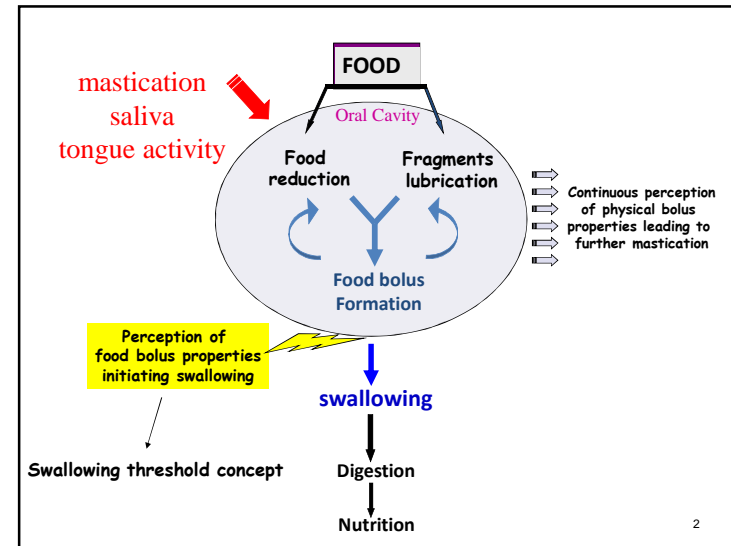 FOOD
mastication
saliva
tongue activity
Oral Cavity
Food
reduction
Fragments
lubrication
Continuous perception
of physical bolus
properties leading to
further mastication
Food bolus
Formation
Perception of
food bolus properties
initiating swallowing
swallowing
Swallowing threshold concept
Digestion
Nutrition
2